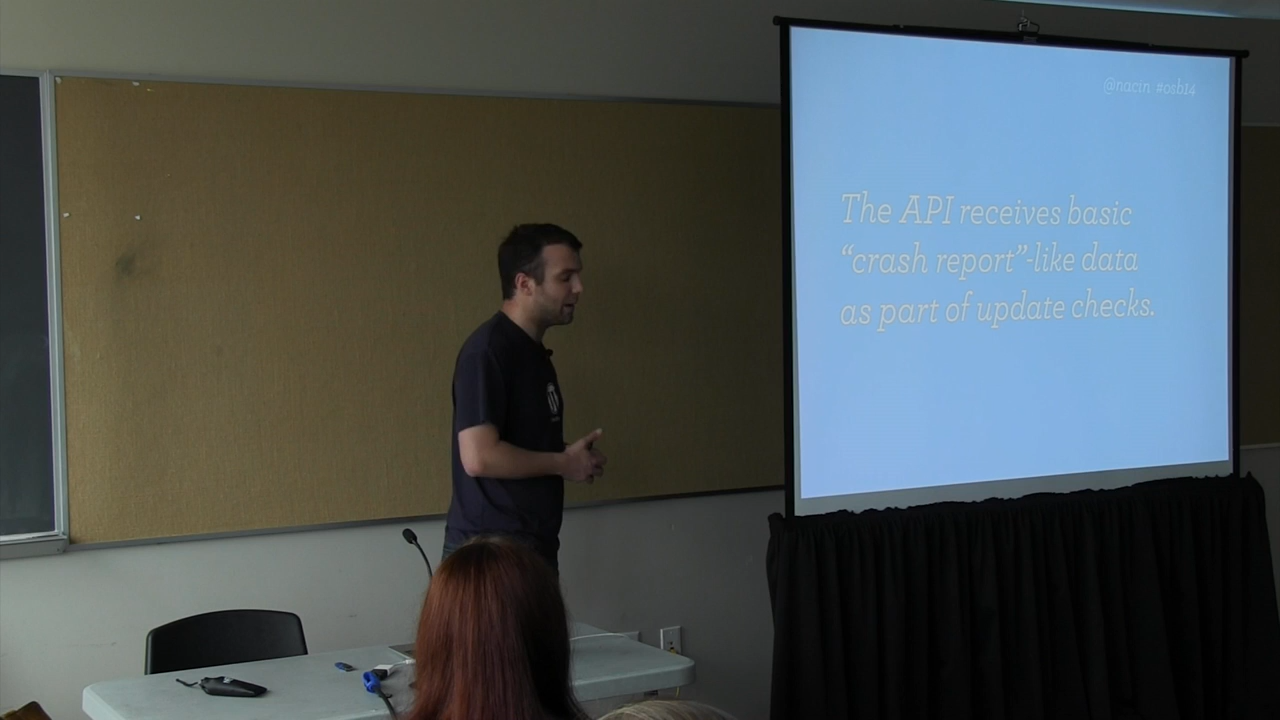 @nacin #osb14
The API receives basic
“crash report”-like data
as part of update checks.